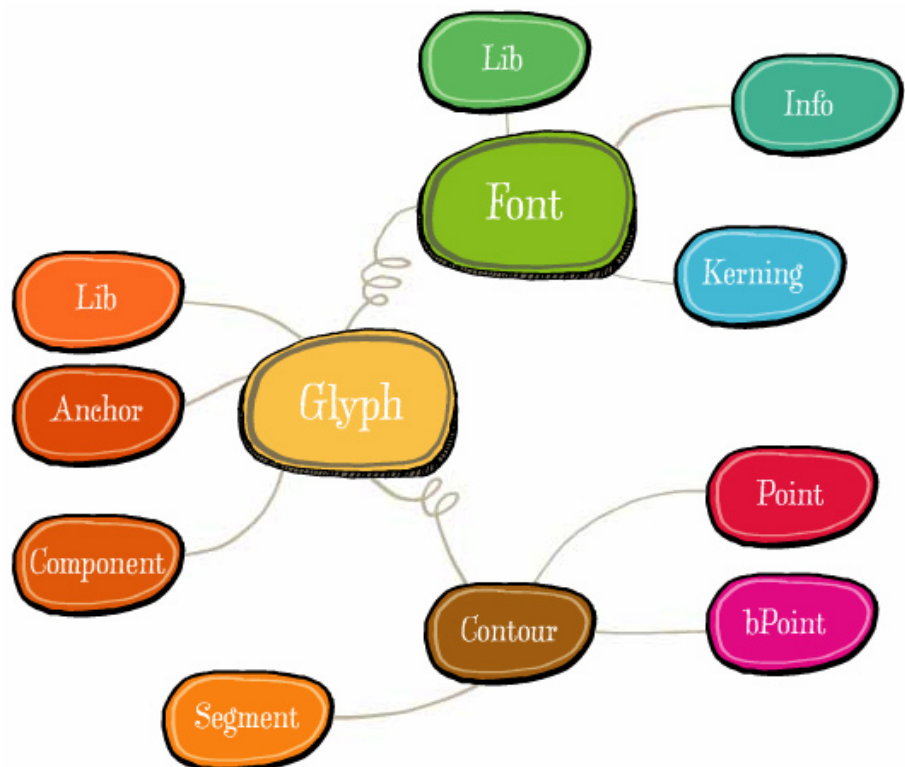 Lib
Info
Font
Kerning
Lib
Glyph
Anchor
Point
Component
bPoint
Contour
Segment